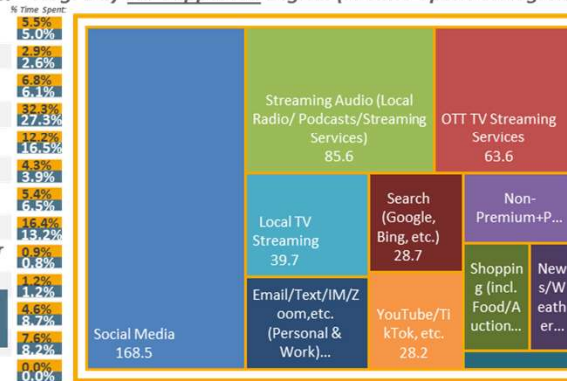 % Time Spent:
5.5%
5.0%
2.9%
2.6%
6.8%
6.1%
32.3%
27.3%
12.2%
16.5%
4.3%
3.9%
5.4%
6.5%
16.4%
13.2%
0.9%
0.8%
1.2%
1.2%
4.6%
8.7%
7.6%
8.2%
0.0%
0.0%
Social Media
168.5
Streaming Audio (Local
Radio/ Podcasts/Streaming
Services)
85.6
OTT TV Streaming
Services
63.6
Local TV
Streaming
39.7
Search
(Google,
Bing, etc.)
28.7
Non-
Premium+P...
Email/Text/IM/Z
oom,etc.
(Personal &
Work)...
YouTube/Ti
kTok, etc.
28.2
Shoppin
g (incl.
Food/A
uction...
New
s/W
eath
er...